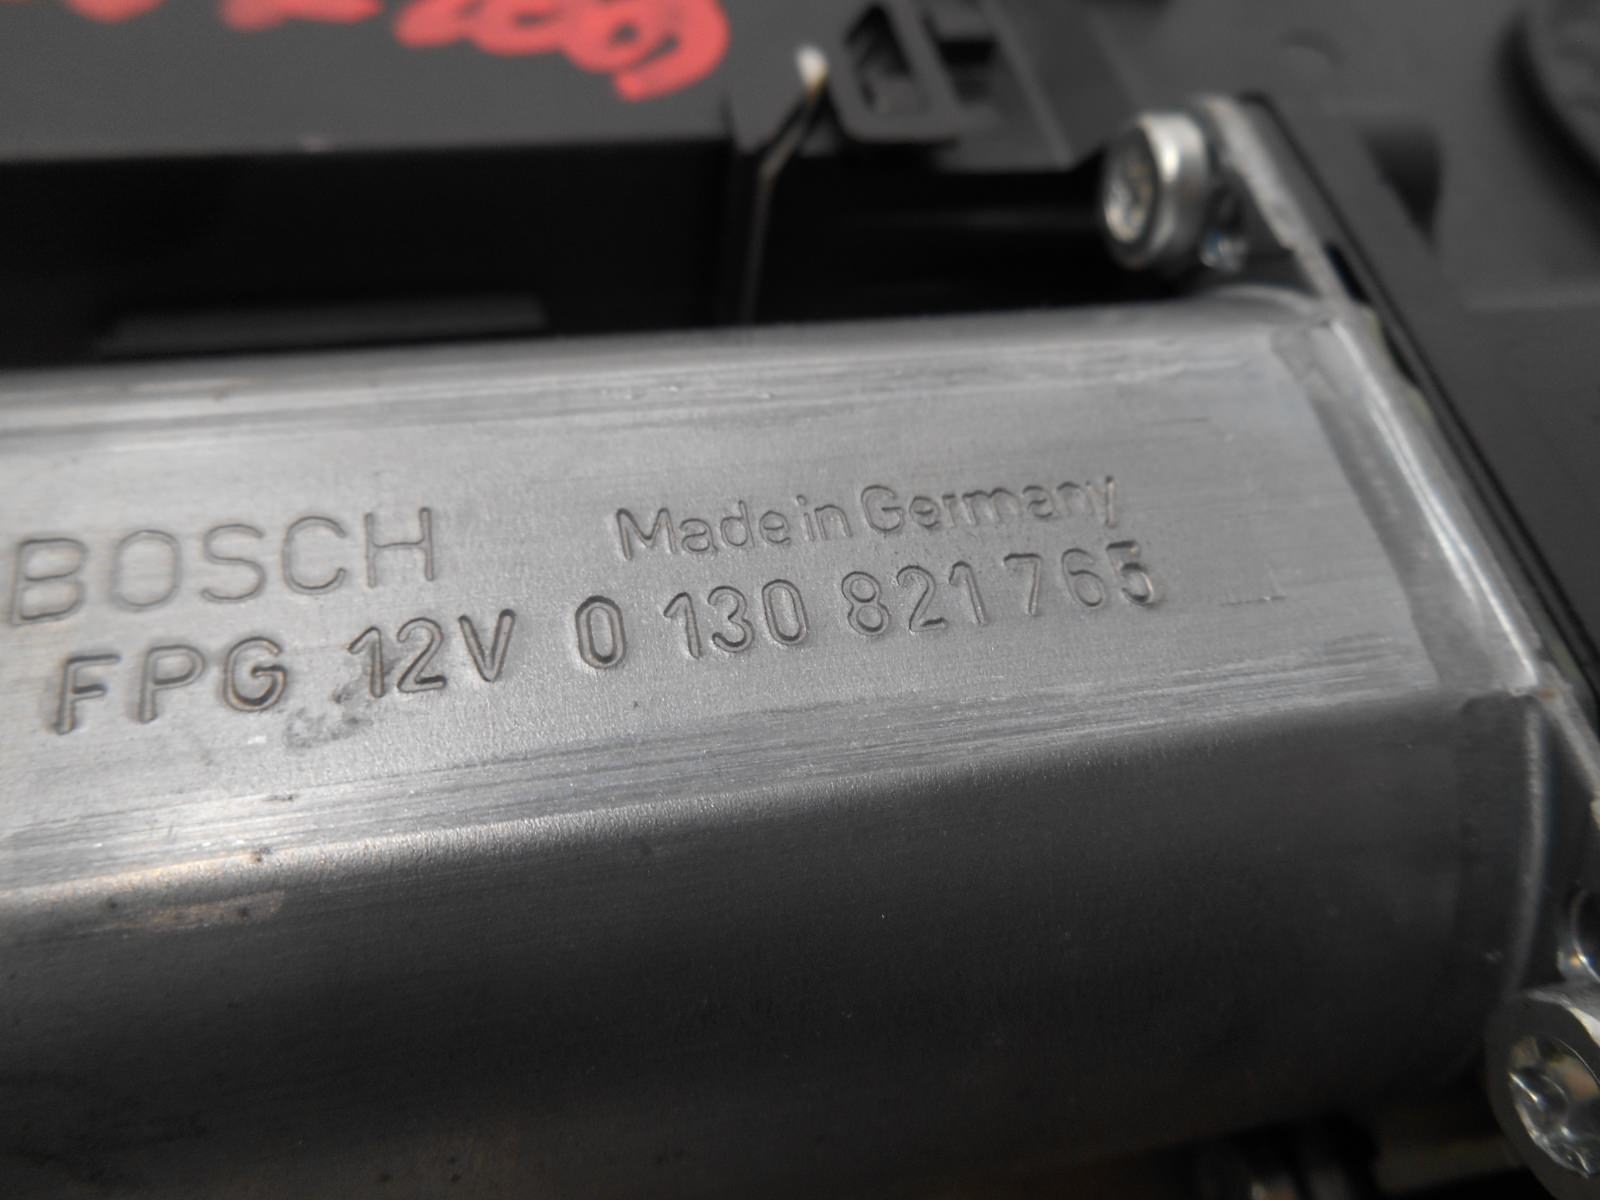 BOSCH Made in Germany
FPG 12V 0 130 821 765